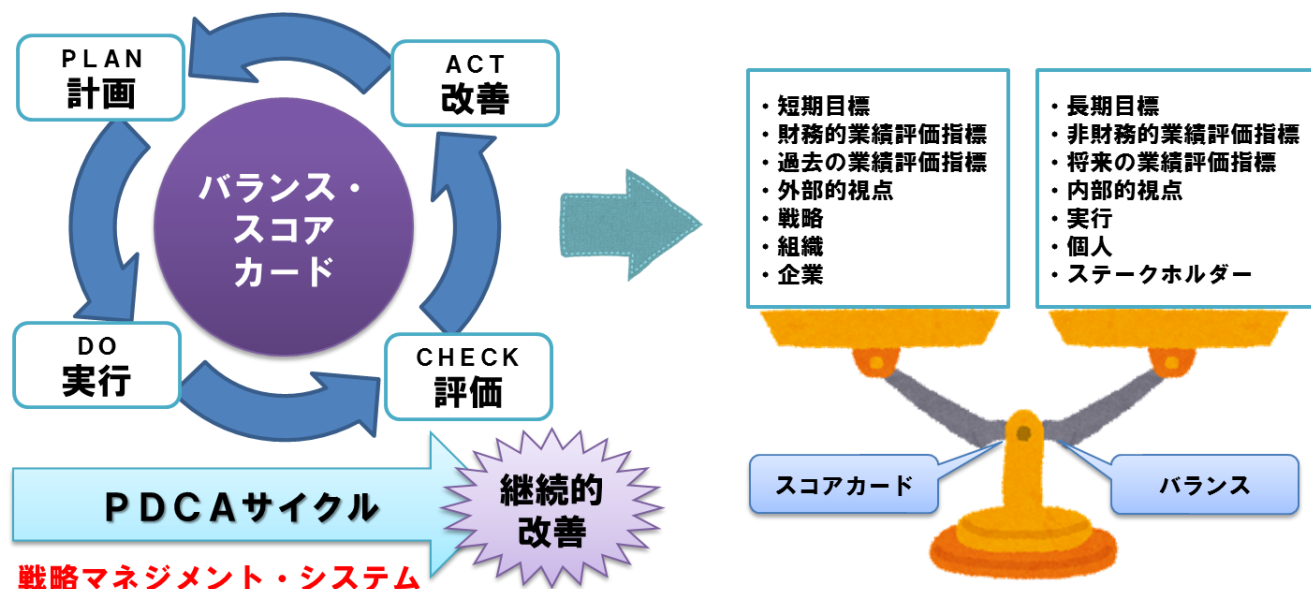 PLAN
計画
ACT
改善
バランス・
スコア
カード
DO
実行
CHECK
評価
PDCAサイクル
継続的
改善
戦略マネジメント・システム
・短期目標
・財務的業績評価指標
・過去の業績評価指標
・外部的視点
・戦略
・組織
・企業
・長期目標
・非財務的業績評価指標
・将来の業績評価指標
・内部的視点
・実行
・個人
・ステークホルダー
スコアカード
バランス